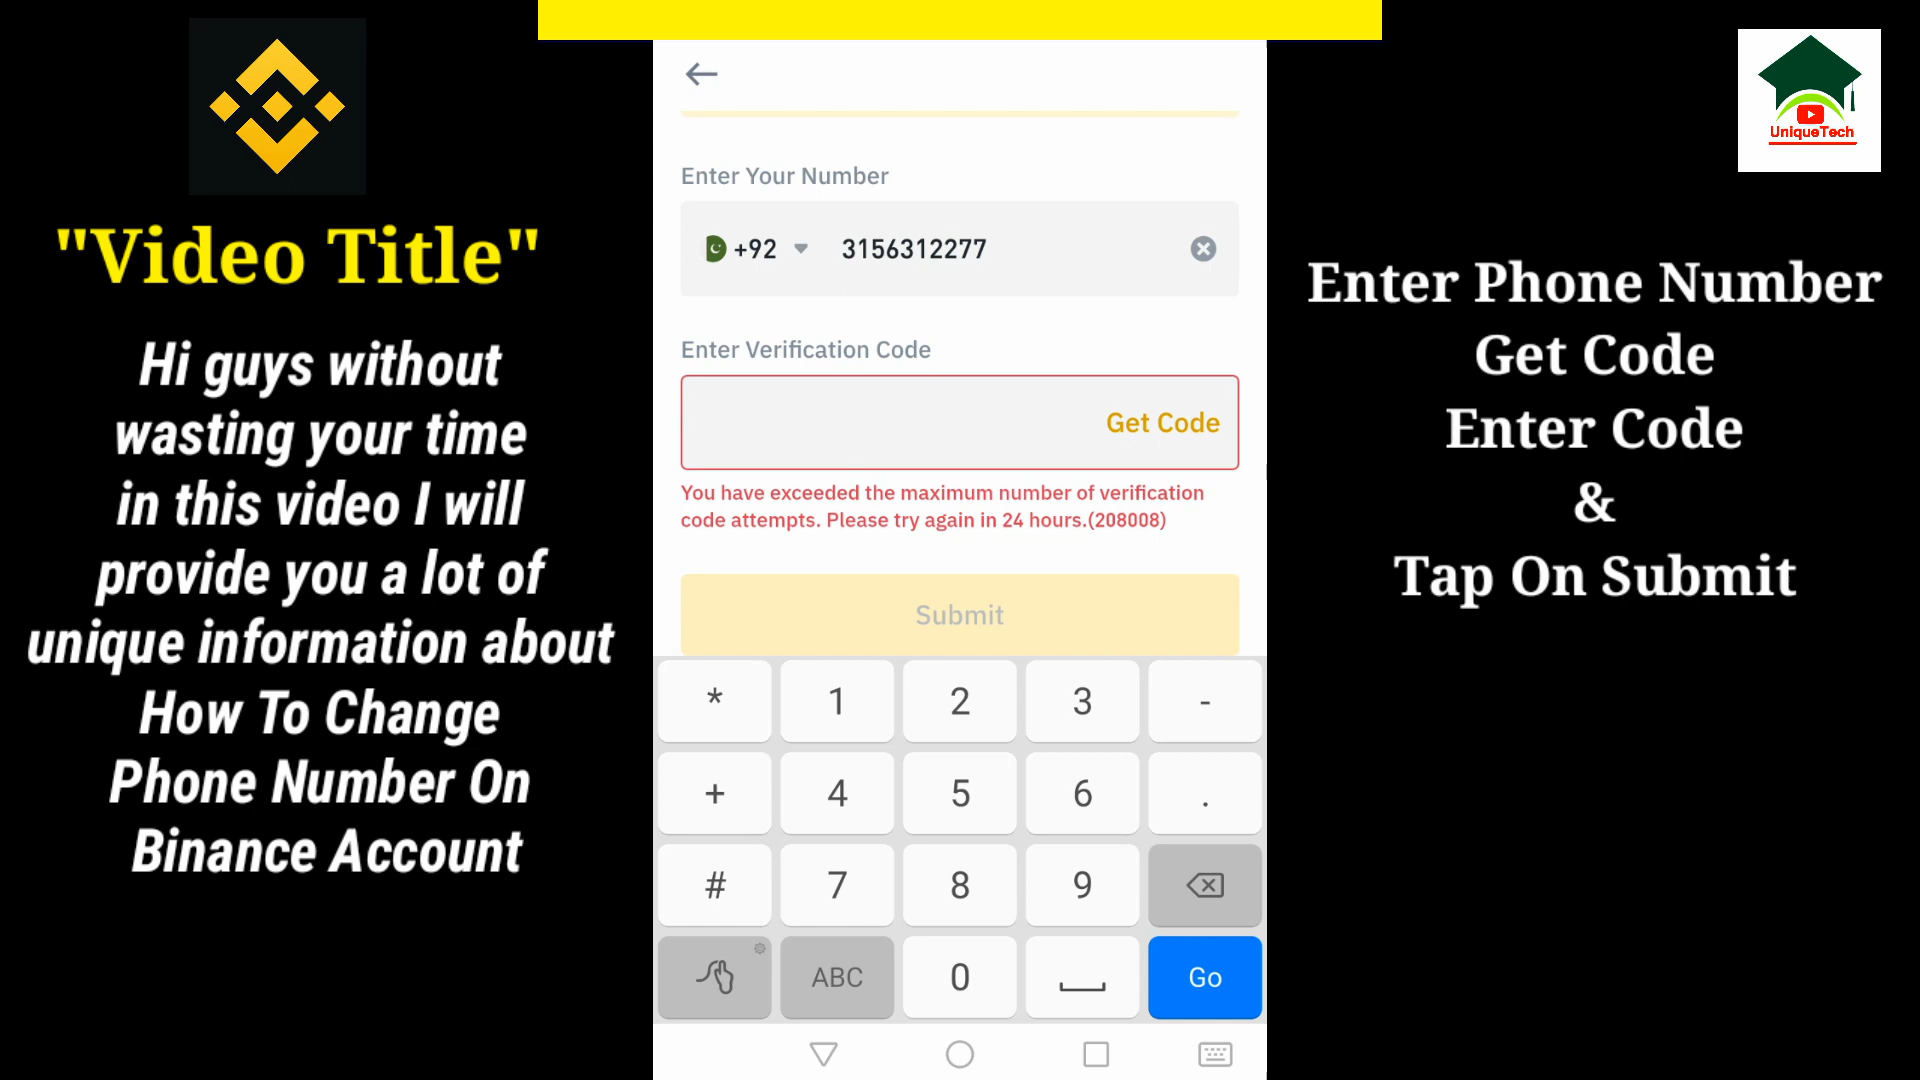 "Video Title"
Hi guys without
wasting your time
in this video I will
provide you a lot of
unique information about
How To Change
Phone Number On
Binance Account
Enter Your Number
+92 3156312277
Enter Verification Code
Get Code
You have exceeded the maximum number of verification
code attempts. Please try again in 24 hours.(208008)
Submit
* 1 2 3 -
+ 4 5 6 .
# 7 8 9
ABC 0 Go
UniqueTech
Enter Phone Number
Get Code
Enter Code
&
Tap On Submit